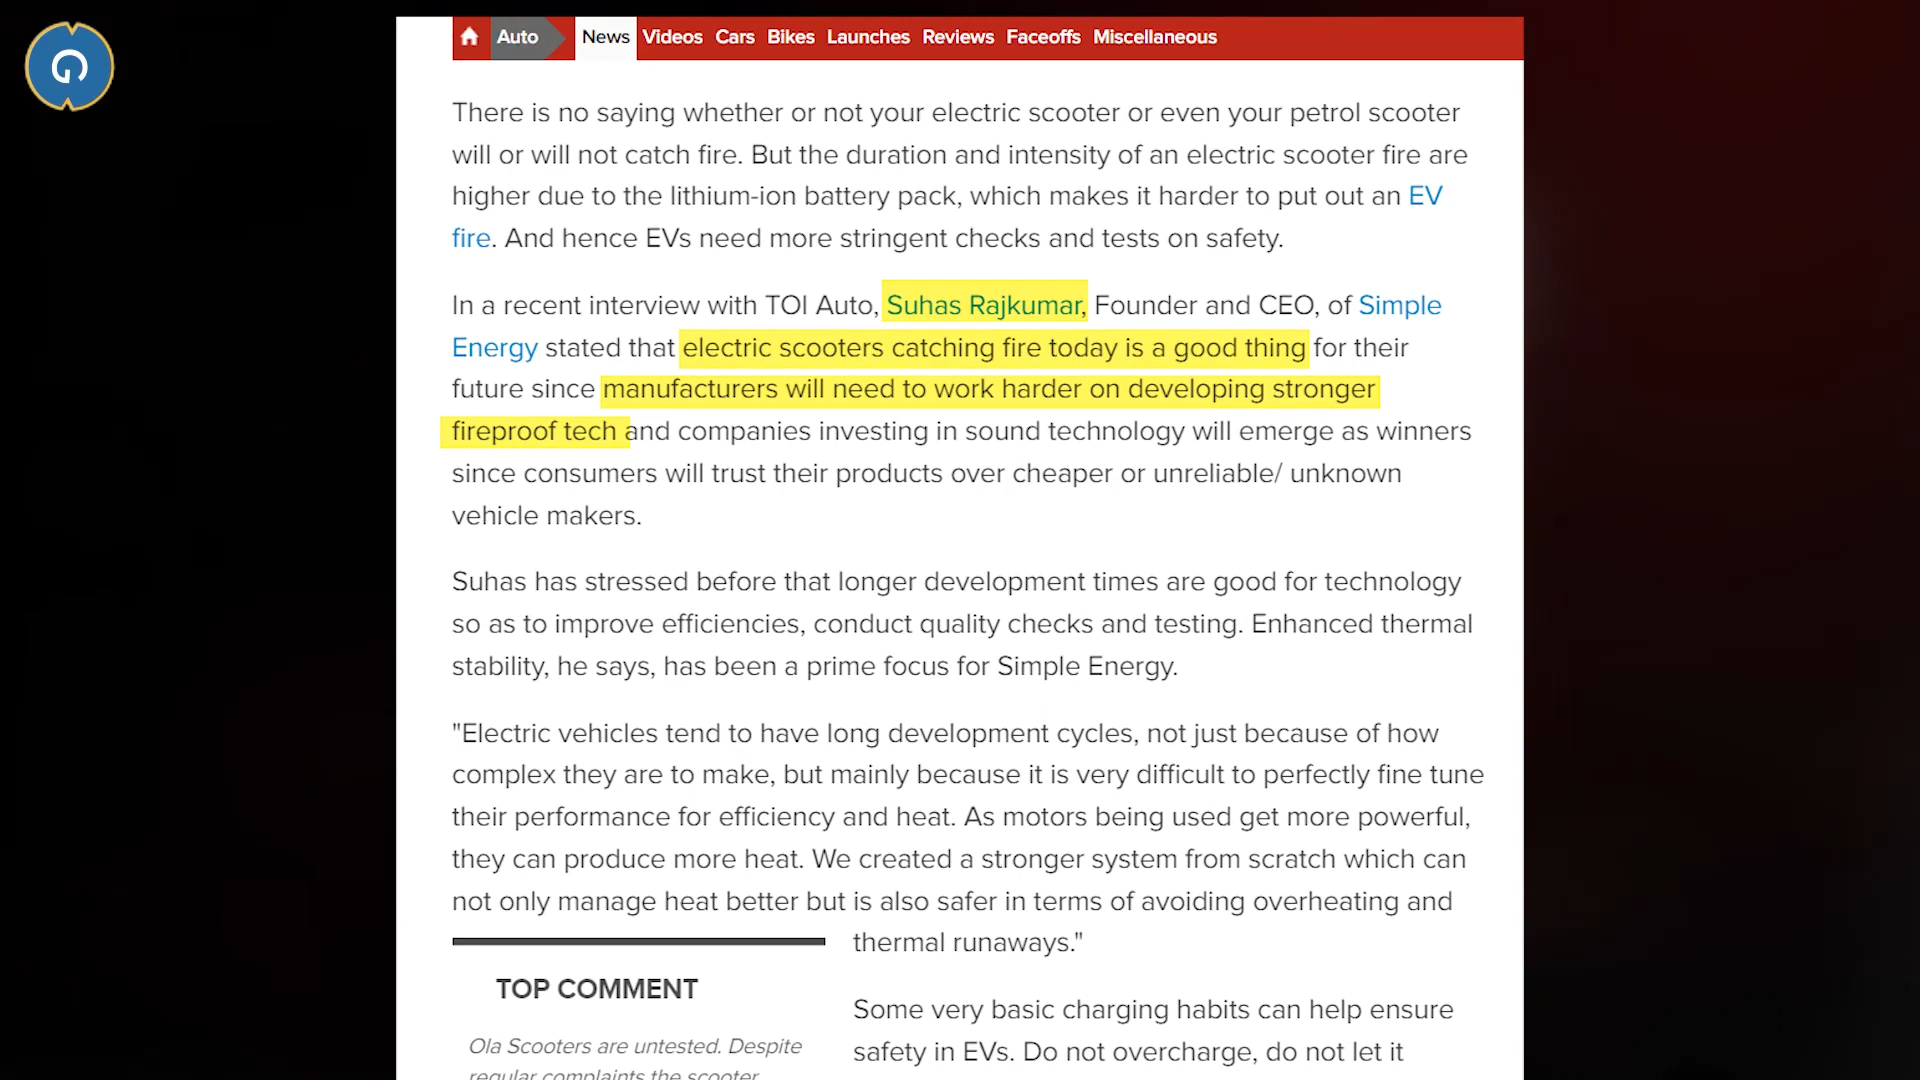 Auto News Videos Cars Bikes Launches Reviews Faceoffs Miscellaneous
There is no saying whether or not your electric scooter or even your petrol scooter
will or will not catch fire. But the duration and intensity of an electric scooter fire are
higher due to the lithium-ion battery pack, which makes it harder to put out an EV
fire. And hence EVs need more stringent checks and tests on safety.
In a recent interview with TOI Auto, Suhas Rajkumar, Founder and CEO, of Simple
Energy stated that electric scooters catching fire today is a good thing for their
future since manufacturers will need to work harder on developing stronger
fireproof tech and companies investing in sound technology will emerge as winners
since consumers will trust their products over cheaper or unreliable/ unknown
vehicle makers.
Suhas has stressed before that longer development times are good for technology
so as to improve efficiencies, conduct quality checks and testing. Enhanced thermal
stability, he says, has been a prime focus for Simple Energy.
"Electric vehicles tend to have long development cycles, not just because of how
complex they are to make, but mainly because it is very difficult to perfectly fine tune
their performance for efficiency and heat. As motors being used get more powerful,
they can produce more heat. We created a stronger system from scratch which can
not only manage heat better but is also safer in terms of avoiding overheating and
thermal runaways."
TOP COMMENT
Ola Scooters are untested. Despite
regular complaints the scooter
Some very basic charging habits can help ensure
safety in EVs. Do not overcharge, do not let it